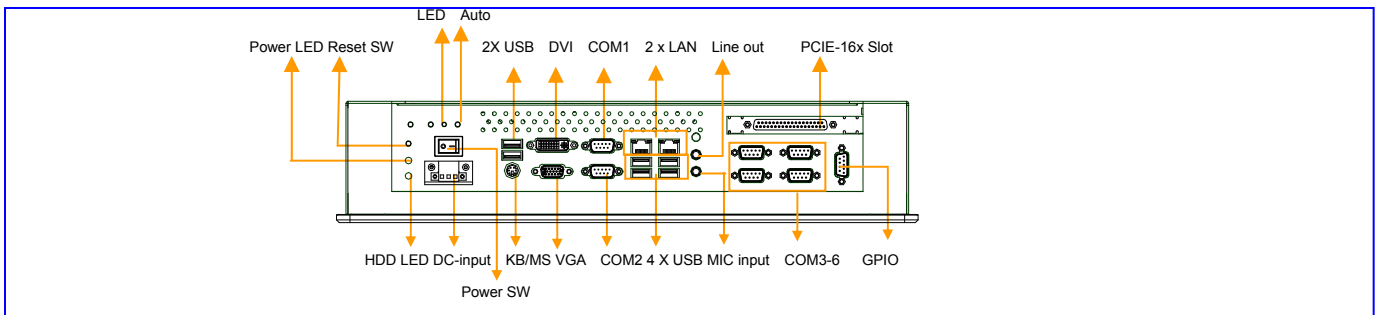 LED Auto
Power LED Reset SW 2X USB DVI COM1 2 x LAN Line out PCIE-16x Slot
HDD LED DC-input KB/MS VGA COM2 4 X USB MIC input COM3-6 GPIO
Power SW